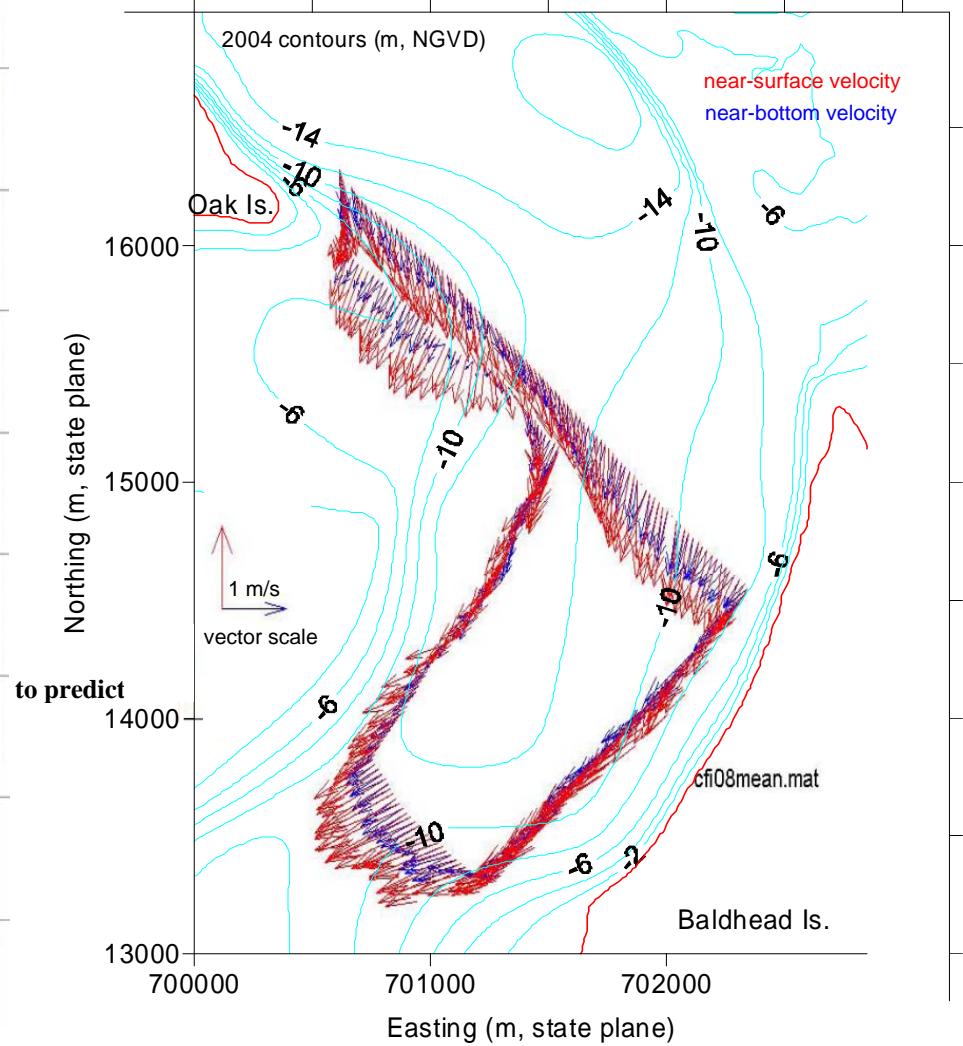 2004 contours (m, NGVD)
near-surface velocity
near-bottom velocity
-14
-10
-6
Oak Is.
-14
-10
-6
16000
-6
-10
15000
-6
1 m/s
-10
vector scale
Northing (m, state plane)
to predict
-6
14000
cfi08mean.mat
-10
-6
-2
Baldhead Is.
13000
700000
701000
702000
Easting (m, state plane)